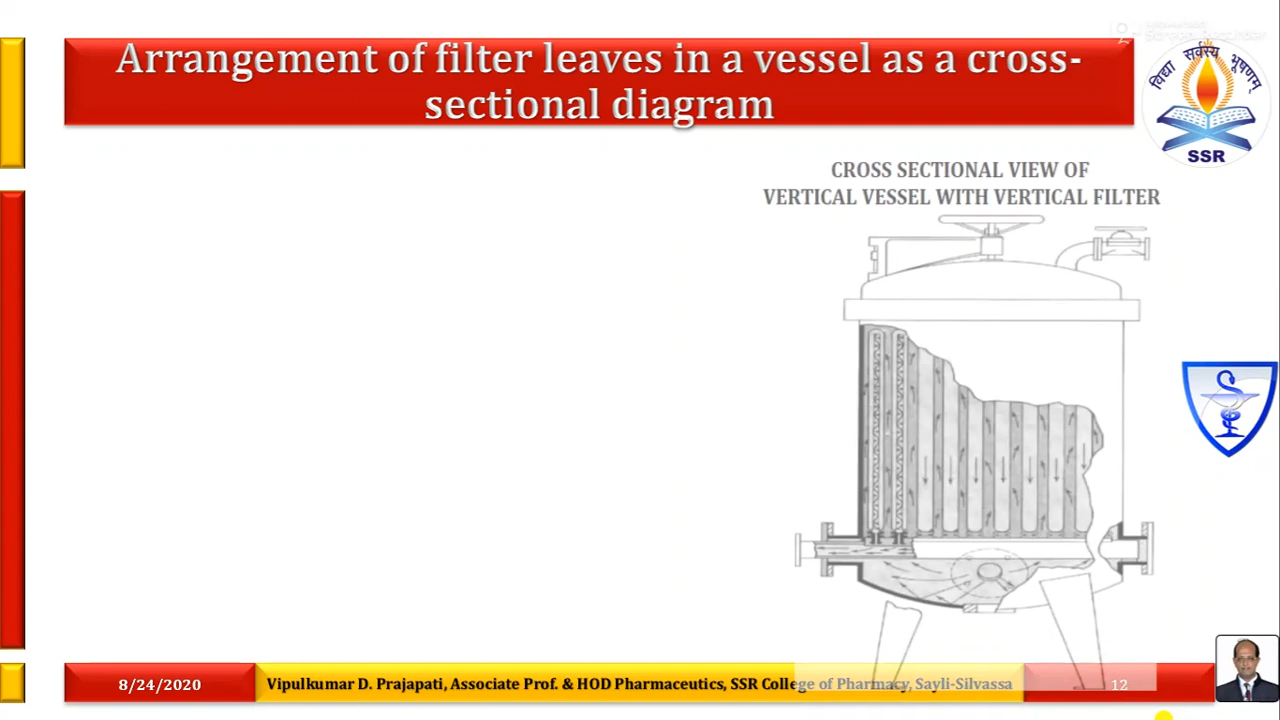 Arrangement of filter leaves in a vessel as a cross-
sectional diagram
विद्या सर्वस्य भूषणम्
SSR
CROSS SECTIONAL VIEW OF
VERTICAL VESSEL WITH VERTICAL FILTER
8/24/2020
Vipulkumar D. Prajapati, Associate Prof. & HOD Pharmaceutics, SSR College of Pharmacy, Sayli-Silvassa
12